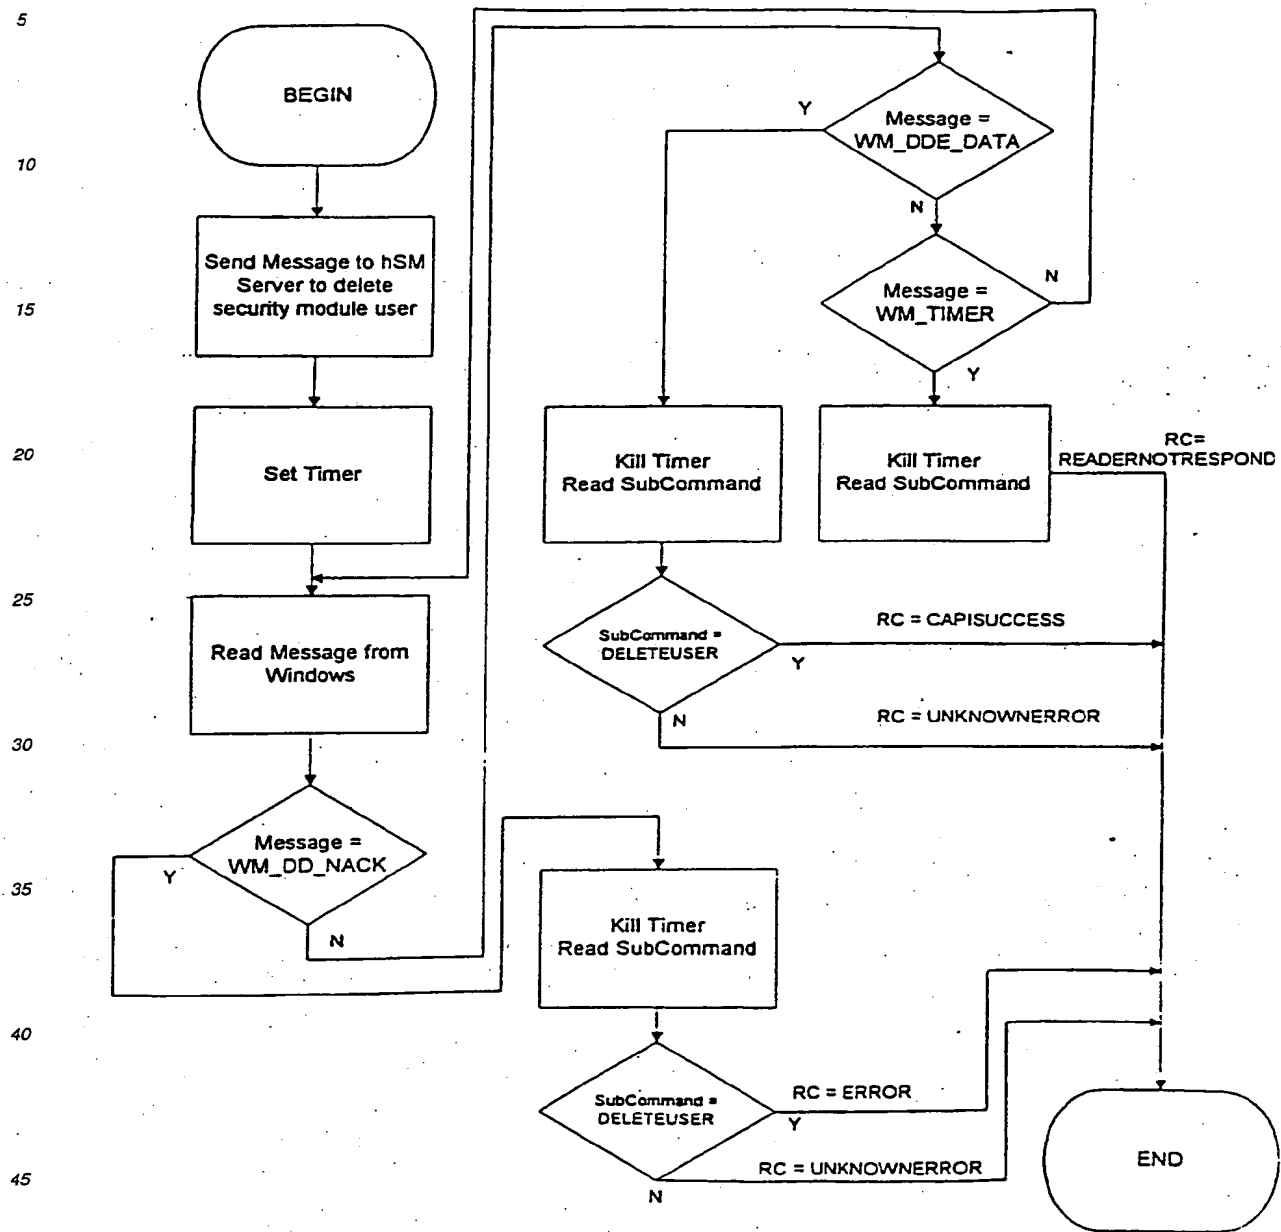 5
BEGIN
10
Send Message to hSM
Server to delete
security module user
15
Set Timer
20
25
Read Message from
Windows
30
Message =
WM_DD_NACK
Y
N
35
40
45
Message =
WM_DDE_DATA
Y
N
Message =
WM_TIMER
N
Y
Kill Timer
Read SubCommand
Kill Timer
Read SubCommand
RC=
READERNOTRESPOND
SubCommand =
DELETEUSER
RC = CAPISUCCESS
Y
N
RC = UNKNOWNERROR
Kill Timer
Read SubCommand
SubCommand =
DELETEUSER
RC = ERROR
Y
RC = UNKNOWNERROR
N
END